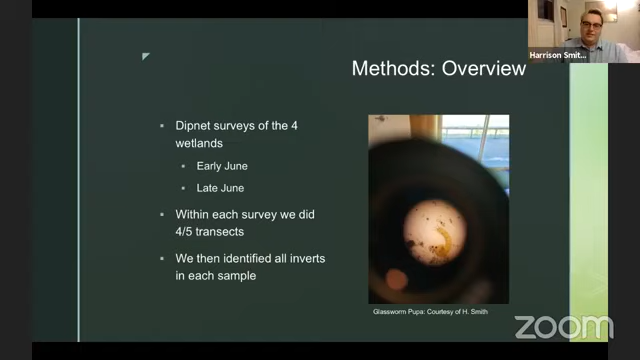 Harrison Smit...
Methods: Overview
▪ Dipnet surveys of the 4
wetlands
▪ Early June
▪ Late June
▪ Within each survey we did
4/5 transects
▪ We then identified all inverts
in each sample
Glassworm Pupa: Courtesy of H. Smith
zoom